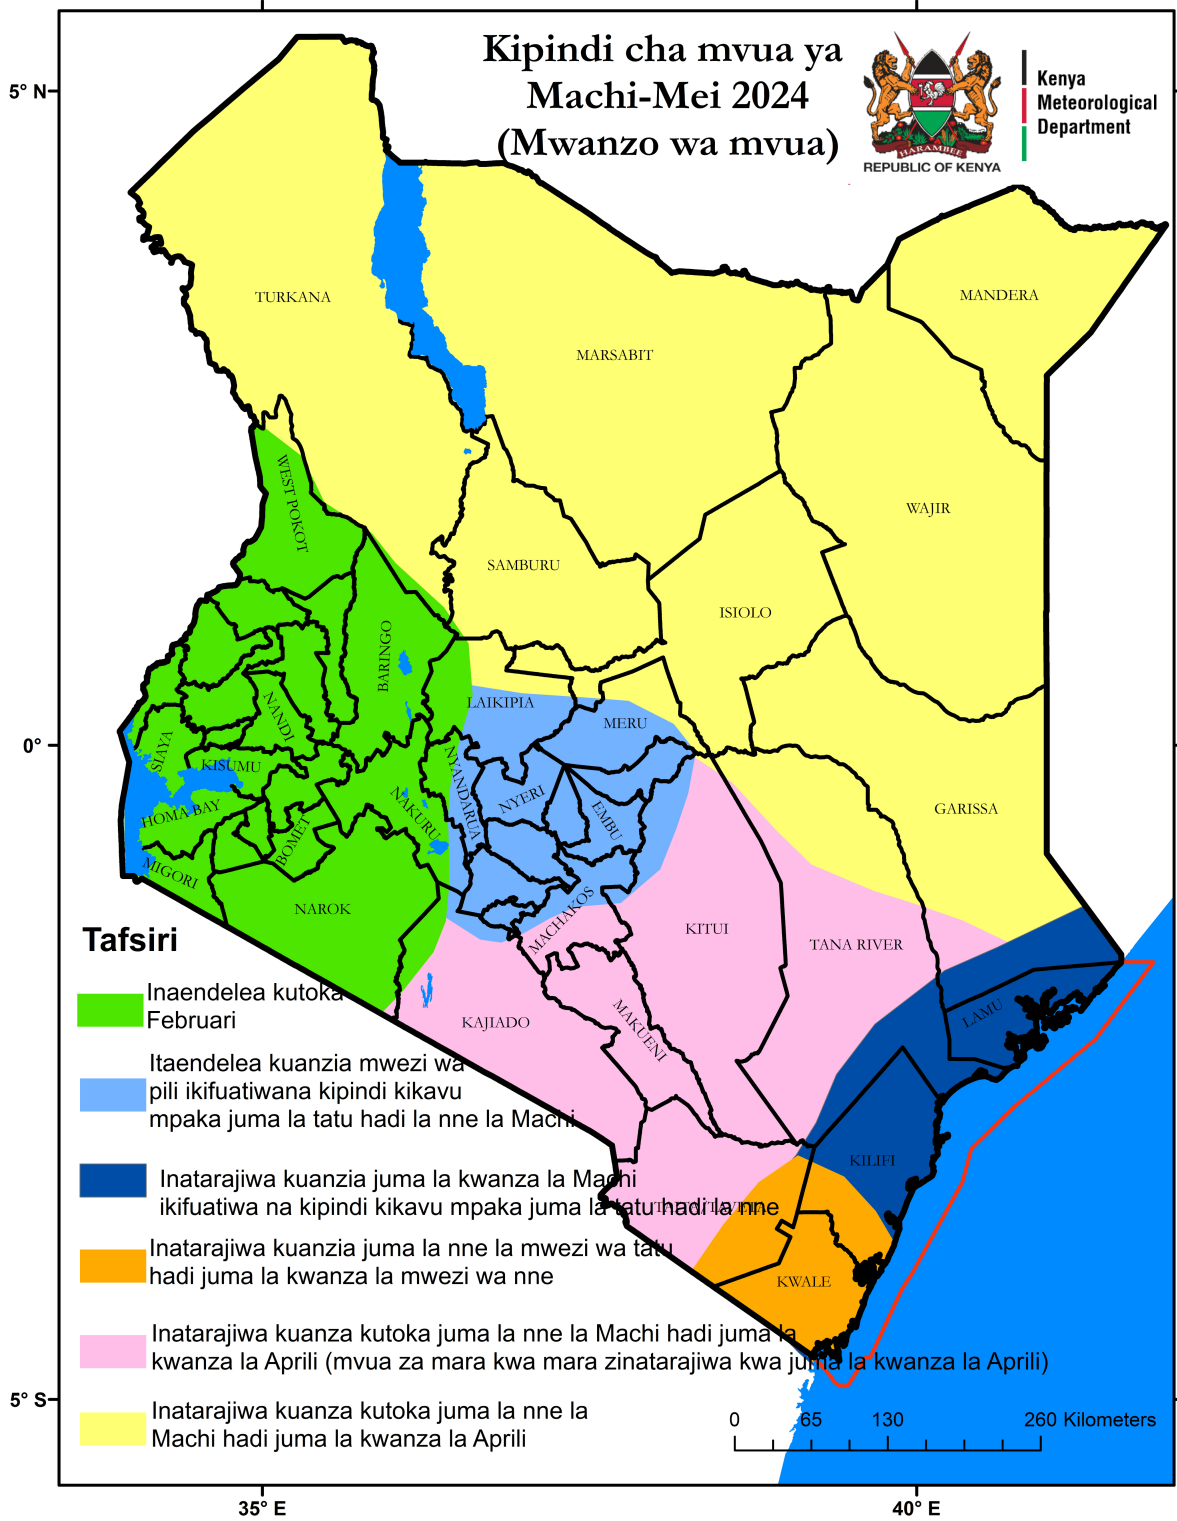 Kipindi cha mvua ya
Machi-Mei 2024
(Mwanzo wa mvua)
HARAMBEE
REPUBLIC OF KENYA
Kenya
Meteorological
Department
5° N
0°
5° S
35° E
40° E
TURKANA
MARSABIT
MANDERA
WAJIR
WEST POKOT
SAMBURU
ISIOLO
BARINGO
LAIKIPIA
MERU
NANDI
SIAYA
KISUMU
HOMA BAY
MIGORI
BOMET
NAKURU
NYANDARUA
NYERI
EMBU
GARISSA
NAROK
MACHAKOS
KITUI
TANA RIVER
KAJIADO
MAKUENI
LAMU
KILIFI
TAITA/TAVETA
KWALE
Tafsiri
Inaendelea kutoka
Februari
Itaendelea kuanzia mwezi wa
pili ikifuatiwana kipindi kikavu
mpaka juma la tatu hadi la nne la Machi
Inatarajiwa kuanzia juma la kwanza la Machi
ikifuatiwa na kipindi kikavu mpaka juma la tatu hadi la nne
Inatarajiwa kuanzia juma la nne la mwezi wa tatu
hadi juma la kwanza la mwezi wa nne
Inatarajiwa kuanza kutoka juma la nne la Machi hadi juma la
kwanza la Aprili (mvua za mara kwa mara zinatarajiwa kwa juma la kwanza la Aprili)
Inatarajiwa kuanza kutoka juma la nne la
Machi hadi juma la kwanza la Aprili
0 65 130 260 Kilometers